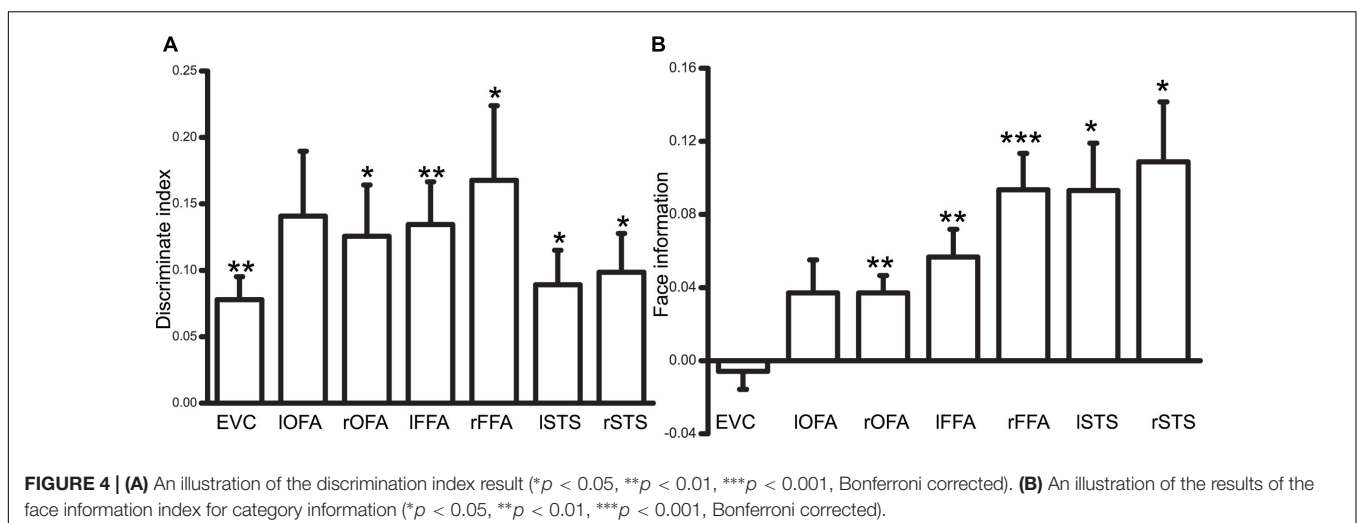 A
0.25
0.20
0.15
0.10
0.05
0.00
Discriminate index
**
*
**
*
*
*
EVC lOFA rOFA lFFA rFFA lSTS rSTS
B
0.16
0.12
0.08
0.04
0.00
-0.04
Face information
**
**
***
*
*
EVC lOFA rOFA lFFA rFFA lSTS rSTS
FIGURE 4 | (A) An illustration of the discrimination index result (*p < 0.05, **p < 0.01, ***p < 0.001, Bonferroni corrected). (B) An illustration of the results of the
face information index for category information (*p < 0.05, **p < 0.01, ***p < 0.001, Bonferroni corrected).